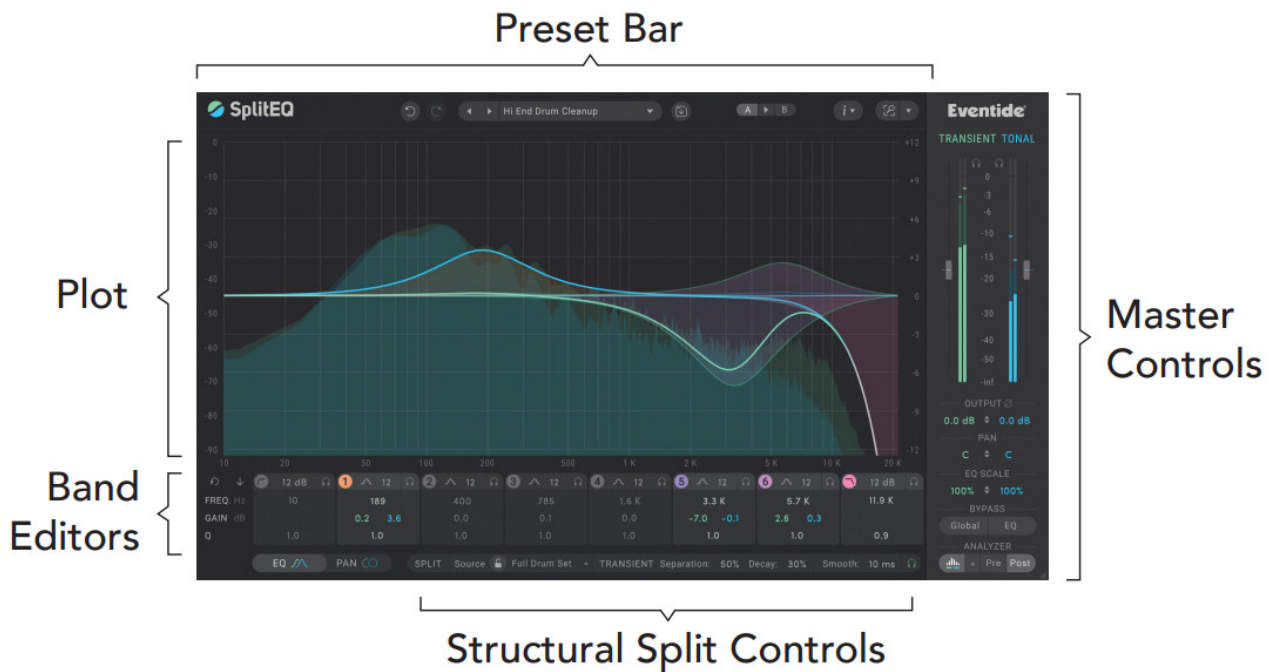 Preset Bar
SplitEQ
Hi End Drum Cleanup
A B
i
Eventide
TRANSIENT TONAL
0 +12
-10 +9
-20 +6
-30 +3
-40 0
-50 -3
-60 -6
-70 -9
-80
-90 -12
10 20 50 100 200 500 1 K 2 K 5 K 10 K 20 K
0
-3
-6
-10
-15
-20
-30
-40
-50
-inf
Plot
Master
Controls
OUTPUT Ø
0.0 dB 0.0 dB
PAN
C C
EQ SCALE
100% 100%
BYPASS
Global EQ
ANALYZER
Pre Post
Band
Editors
12 dB 1 12 2 12 3 12 4 12 5 12 6 12 12 dB
FREQ. Hz 10 189 400 785 1.6 K 3.3 K 5.7 K 11.9 K
GAIN dB 0.2 3.6 0.0 0.1 0.0 -7.0 -0.1 2.6 0.3
Q 1.0 1.0 1.0 1.0 1.0 1.0 1.0 0.9
EQ PAN SPLIT Source Full Drum Set TRANSIENT Separation: 50% Decay: 30% Smooth: 10 ms
Structural Split Controls